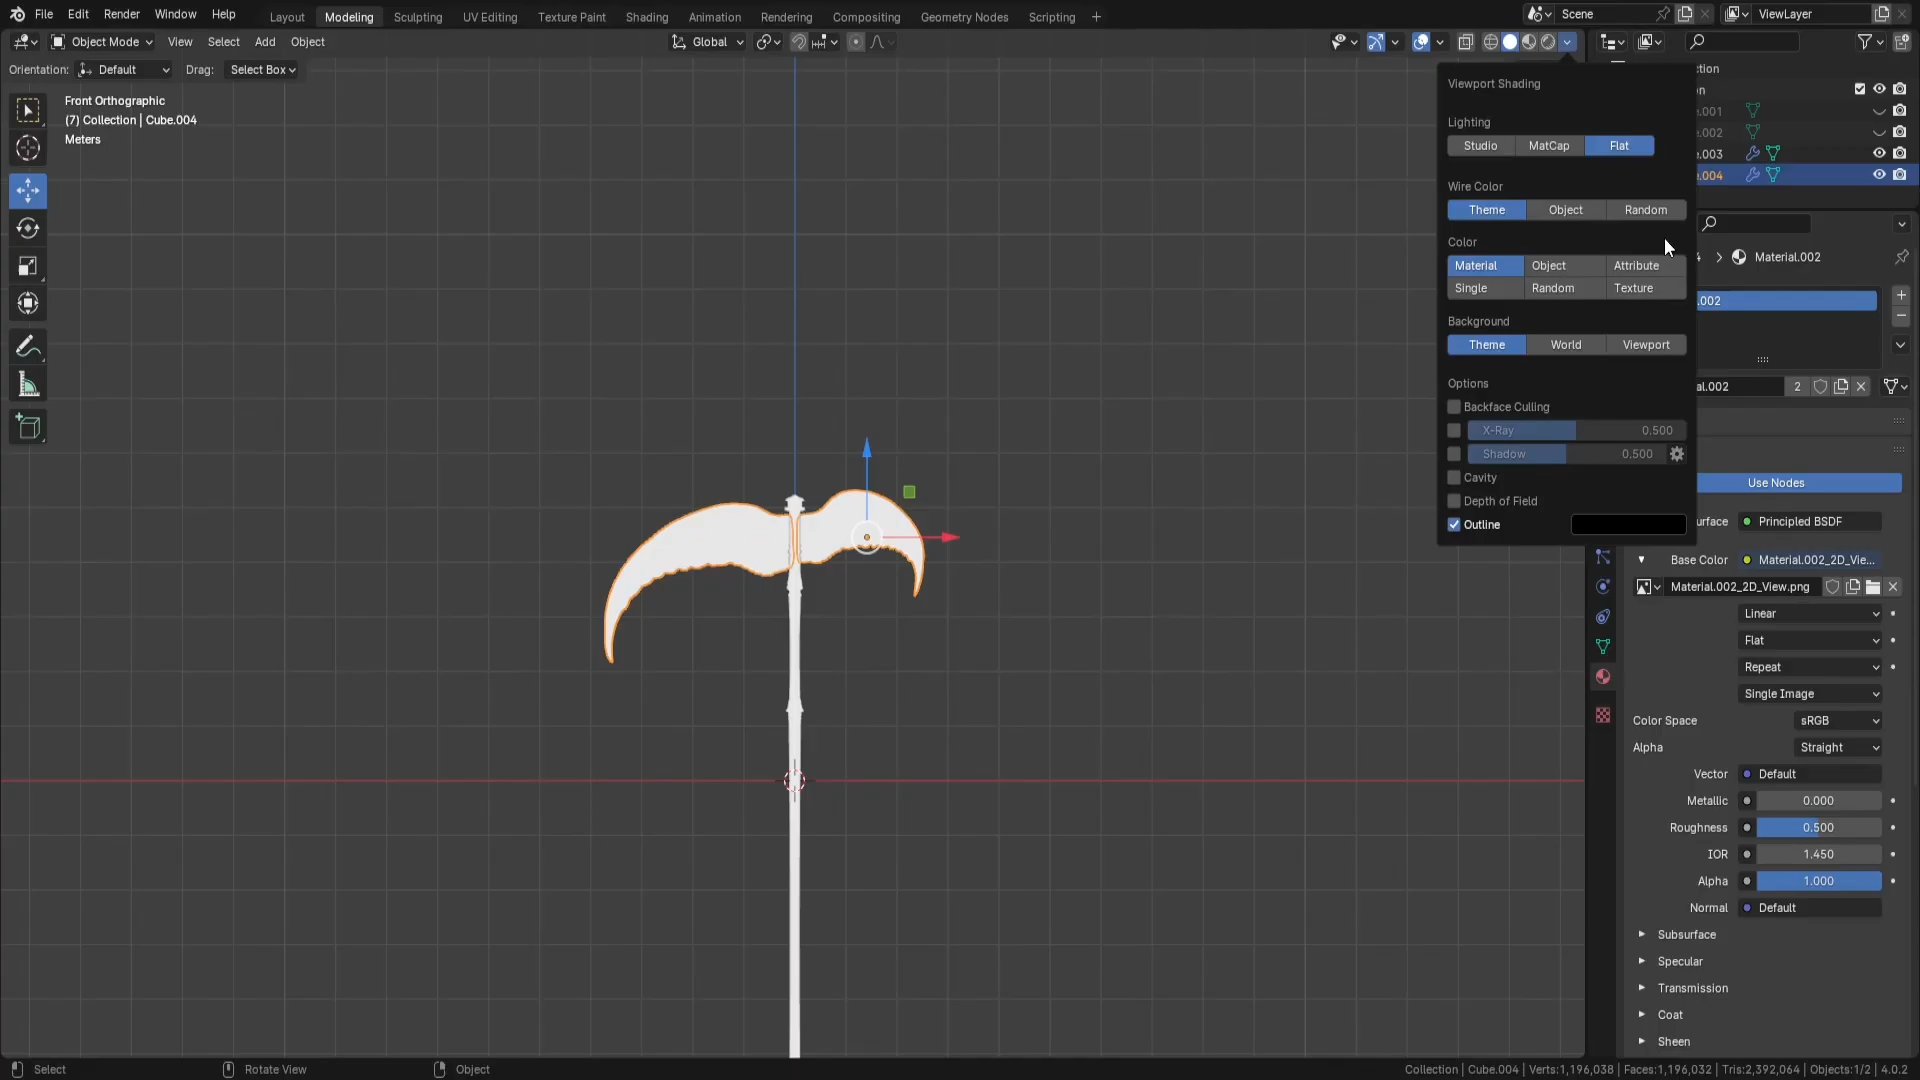 File Edit Render Window Help
Layout Modeling Sculpting UV Editing Texture Paint Shading Animation Rendering Compositing Geometry Nodes Scripting +
Scene
ViewLayer
Object Mode View Select Add Object
Global
Orientation: Default Drag: Select Box
Front Orthographic
(7) Collection | Cube.004
Meters
Viewport Shading
Lighting
Studio MatCap Flat
Wire Color
Theme Object Random
Color
Material Object Attribute
Single Random Texture
Background
Theme World Viewport
Options
Backface Culling
X-Ray 0.500
Shadow 0.500
Cavity
Depth of Field
Outline
ction
n
.001
.002
e.003
e.004
4 > Material.002
.002
al.002 2
Use Nodes
urface Principled BSDF
Base Color Material.002_2D_Vie...
Material.002_2D_View.png
Linear
Flat
Repeat
Single Image
Color Space sRGB
Alpha Straight
Vector Default
Metallic 0.000
Roughness 0.500
IOR 1.450
Alpha 1.000
Normal Default
Subsurface
Specular
Transmission
Coat
Sheen
Select Rotate View Object
Collection | Cube.004 | Verts:1,196,038 | Faces:1,196,032 | Tris:2,392,064 | Objects:1/2 | 4.0.2